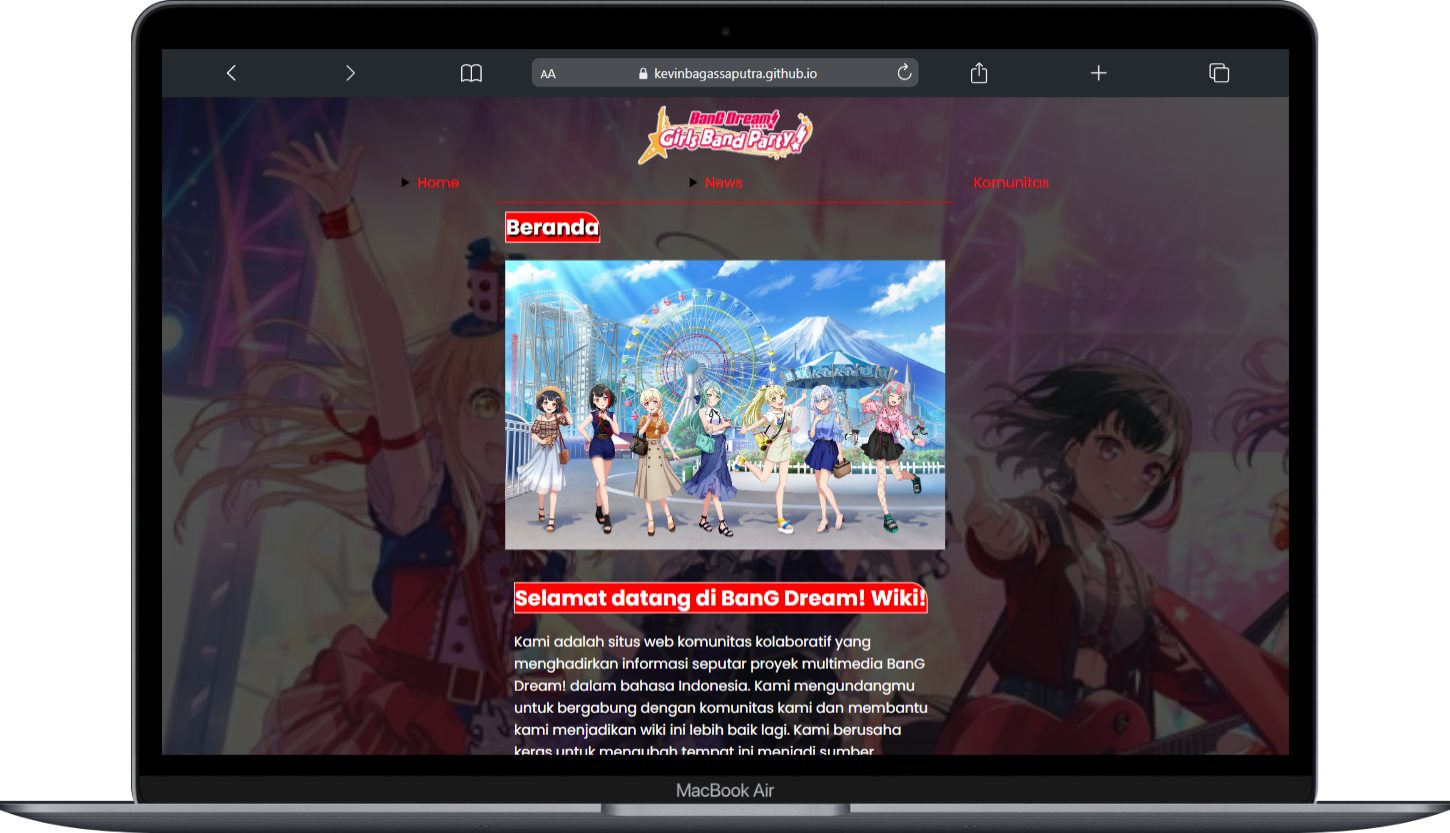 AA
kevinbagassaputra.github.io
BanG Dream!
Girls Band Party!
Home
News
Komunitas
Beranda
Selamat datang di BanG Dream! Wiki!
Kami adalah situs web komunitas kolaboratif yang
menghadirkan informasi seputar proyek multimedia BanG
Dream! dalam bahasa Indonesia. Kami mengundangmu
untuk bergabung dengan komunitas kami dan membantu
kami menjadikan wiki ini lebih baik lagi. Kami berusaha
keras untuk mengubah tempat ini menjadi sumber
MacBook Air